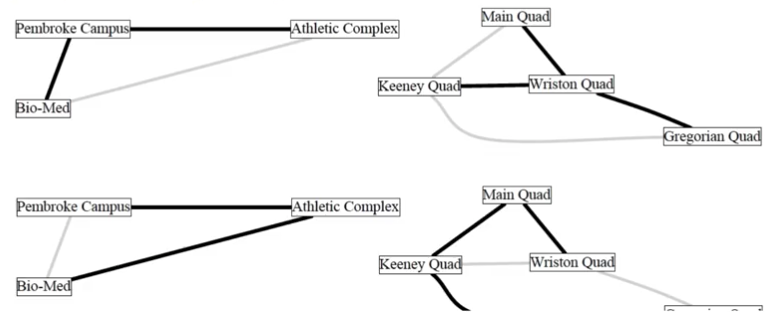 Main Quad
Pembroke Campus Athletic Complex
Keeney Quad Wriston Quad
Bio-Med
Gregorian Quad
Main Quad
Pembroke Campus Athletic Complex
Keeney Quad Wriston Quad
Bio-Med